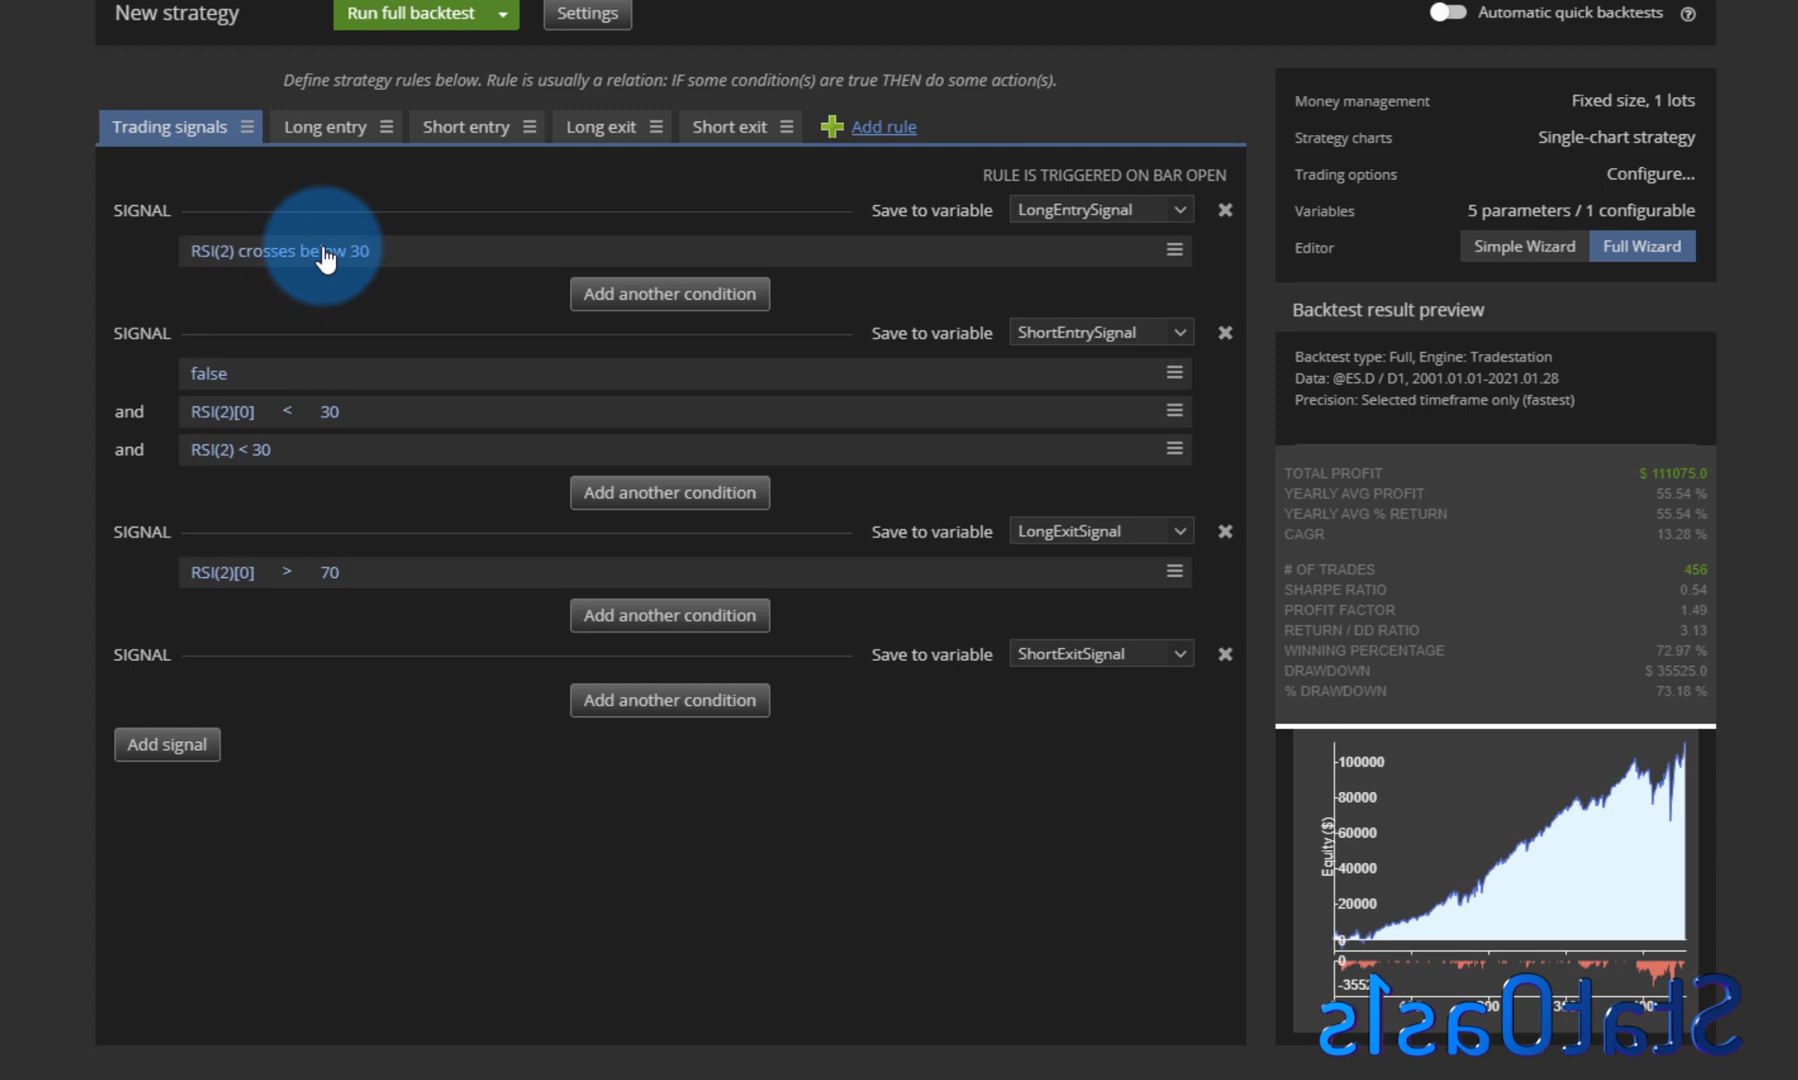 New strategy
Run full backtest
Settings
Automatic quick backtests
Define strategy rules below. Rule is usually a relation: IF some condition(s) are true THEN do some action(s).
Trading signals
Long entry
Short entry
Long exit
Short exit
Add rule
RULE IS TRIGGERED ON BAR OPEN
SIGNAL
Save to variable
LongEntrySignal
RSI(2) crosses below 30
Add another condition
SIGNAL
Save to variable
ShortEntrySignal
false
and
RSI(2)[0] < 30
and
RSI(2) < 30
Add another condition
SIGNAL
Save to variable
LongExitSignal
RSI(2)[0] > 70
Add another condition
SIGNAL
Save to variable
ShortExitSignal
Add another condition
Add signal
Money management
Fixed size, 1 lots
Strategy charts
Single-chart strategy
Trading options
Configure...
Variables
5 parameters / 1 configurable
Editor
Simple Wizard
Full Wizard
Backtest result preview
Backtest type: Full, Engine: Tradestation
Data: @ES.D / D1, 2001.01.01-2021.01.28
Precision: Selected timeframe only (fastest)
TOTAL PROFIT
$ 111075.0
YEARLY AVG PROFIT
55.54 %
YEARLY AVG % RETURN
55.54 %
CAGR
13.28 %
# OF TRADES
456
SHARPE RATIO
0.54
PROFIT FACTOR
1.49
RETURN / DD RATIO
3.13
WINNING PERCENTAGE
72.97 %
DRAWDOWN
$ 35525.0
% DRAWDOWN
73.18 %
100000
80000
60000
40000
20000
0
Equity ($)
0
StatOas1s